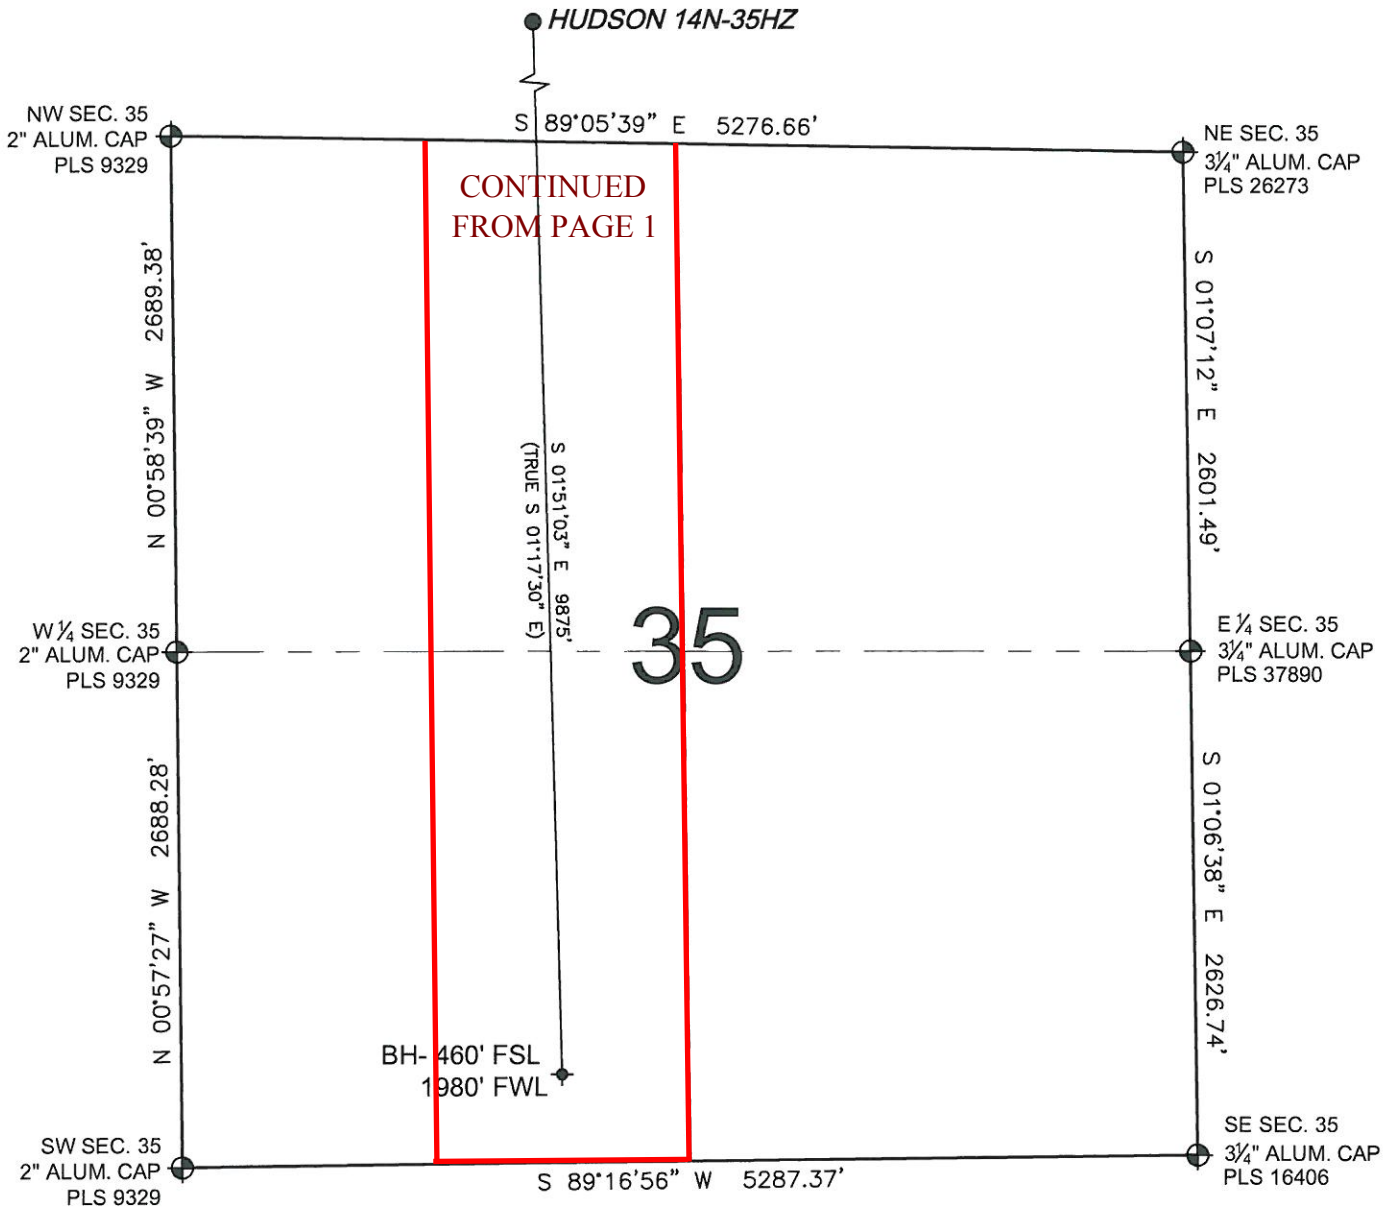 HUDSON 14N-35HZ
NW SEC. 35
2" ALUM. CAP
PLS 9329
S 89°05'39" E 5276.66'
NE SEC. 35
3¼" ALUM. CAP
PLS 26273
CONTINUED
FROM PAGE 1
N 00°58'39" W 2689.38'
S 01°07'12" E 2601.49'
S 01°51'03" E 9875'
(TRUE S 01°17'30" E)
35
W ¼ SEC. 35
2" ALUM. CAP
PLS 9329
E ¼ SEC. 35
3¼" ALUM. CAP
PLS 37890
N 00°57'27" W 2688.28'
S 01°06'38" E 2626.74'
BH- 460' FSL
1980' FWL
SW SEC. 35
2" ALUM. CAP
PLS 9329
S 89°16'56" W 5287.37'
SE SEC. 35
3¼" ALUM. CAP
PLS 16406